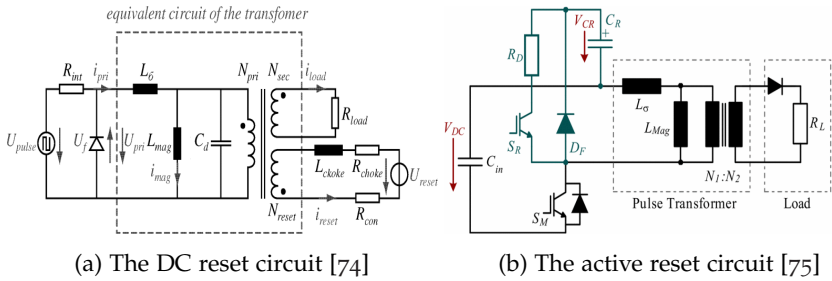 equivalent circuit of the transfomer
R_int
i_pri
L_б
N_pri
N_sec
i_load
R_load
U_pulse
U_f
U_pri
L_mag
i_mag
C_d
L_ckoke
R_choke
U_reset
N_reset
i_reset
R_con
(a) The DC reset circuit [74]
V_CR
C_R
+
R_D
L_σ
L_Mag
R_L
V_DC
C_in
S_R
D_F
S_M
N_1:N_2
Pulse Transformer
Load
(b) The active reset circuit [75]